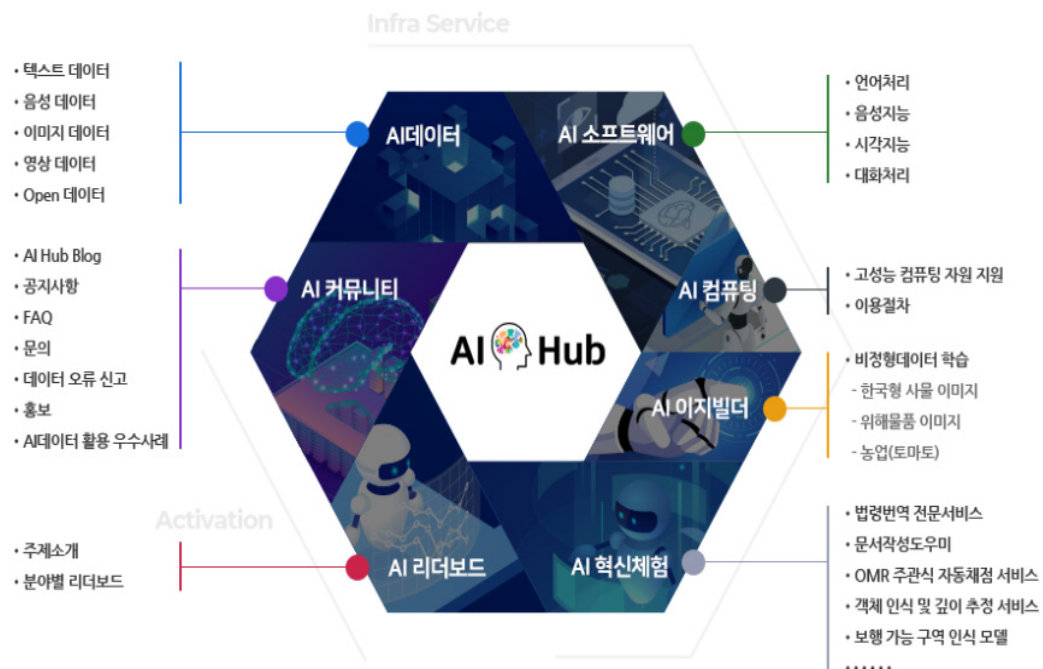 Infra Service
• 텍스트 데이터
• 음성 데이터
• 이미지 데이터
• 영상 데이터
• Open 데이터
AI데이터
AI 소프트웨어
• 언어처리
• 음성지능
• 시각지능
• 대화처리
• AI Hub Blog
• 공지사항
• FAQ
• 문의
• 데이터 오류 신고
• 홍보
• AI데이터 활용 우수사례
AI 커뮤니티
AI Hub
AI 컴퓨팅
• 고성능 컴퓨팅 자원 지원
• 이용절차
AI 이지빌더
• 비정형데이터 학습
- 한국형 사물 이미지
- 위해물품 이미지
- 농업(토마토)
Activation
• 주제소개
• 분야별 리더보드
AI 리더보드
AI 혁신체험
• 법령번역 전문서비스
• 문서작성도우미
• OMR 주관식 자동채점 서비스
• 객체 인식 및 깊이 추정 서비스
• 보행 가능 구역 인식 모델
• • • • • •